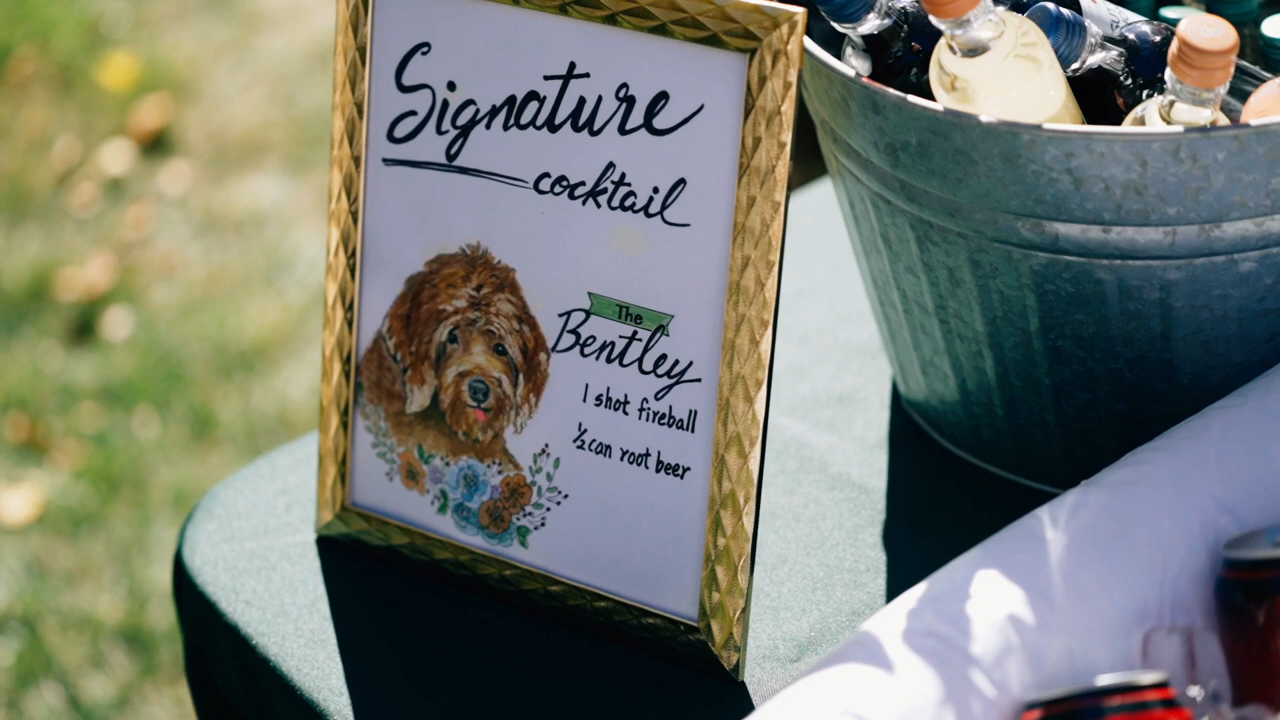 Signature
cocktail
The
Bentley
1 shot fireball
½ can root beer